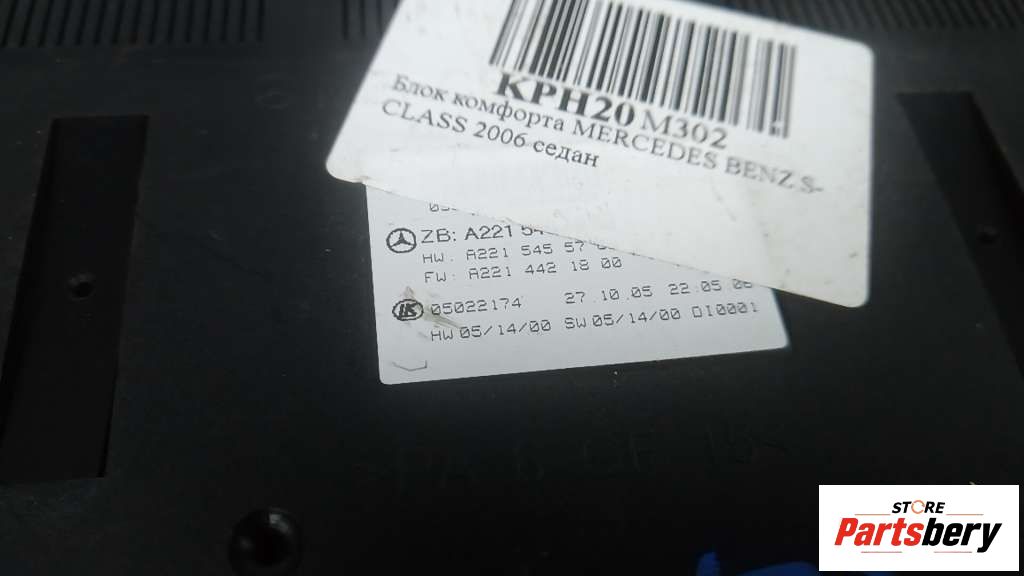 KPH20 M302
Блок комфорта MERCEDES BENZ S-
CLASS 2006 седан
ZB: A221
HW: A221 545 57
FW: A221 442 18 00
05022174 27.10.05 22.05.06
HW 05/14/00 SW 05/14/00 DI0001
STORE
Partsbery